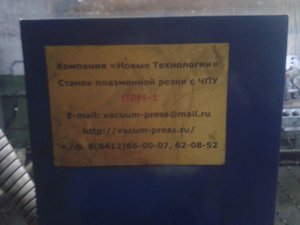 Компания «Новые Технологии»
Станок плазменной резки с ЧПУ
ПРМ-1
E-mail: vacuum-press@mail.ru
http://vacum-press.ru/
т./ф. 8(8412)66-00-07, 62-08-52